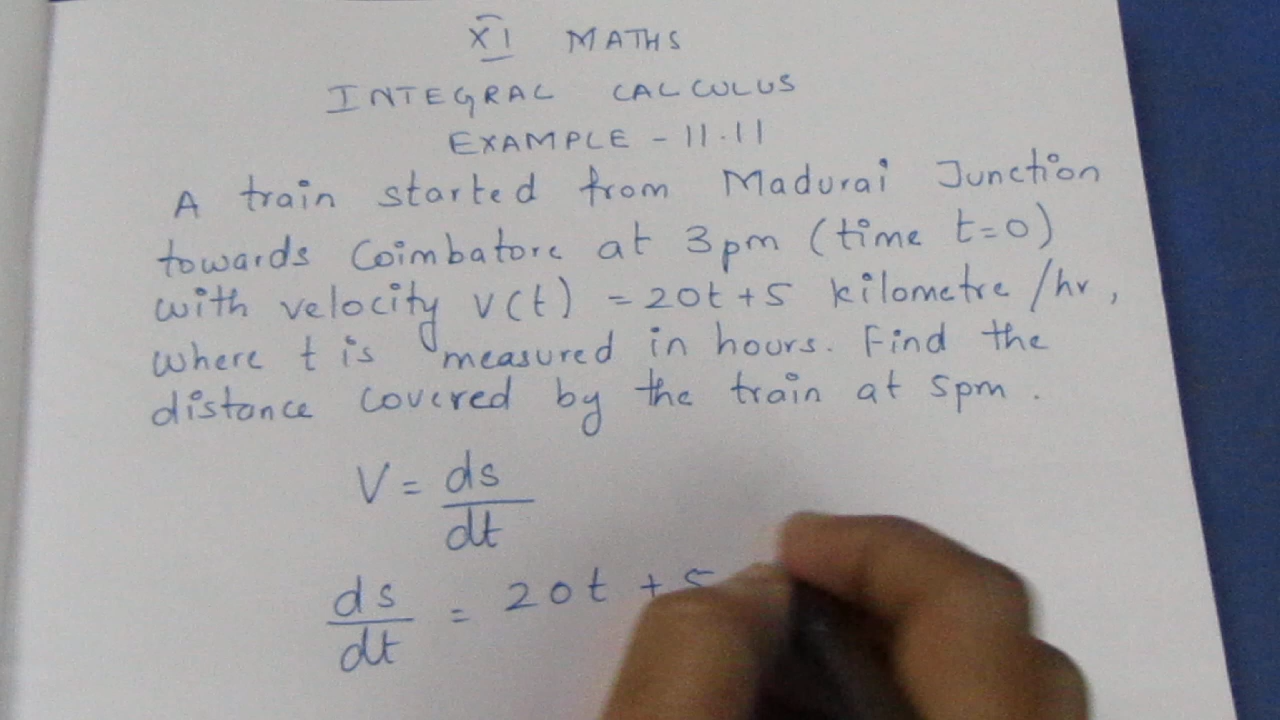 XI MATHS
INTEGRAL CALCULUS
EXAMPLE - 11.11
A train started from Madurai Junction
towards Coimbatore at 3pm (time t=0)
with velocity v(t) = 20t+5 kilometre /hr,
where t is measured in hours. Find the
distance covered by the train at 5pm.
V = ds/dt
ds/dt = 20t + 5